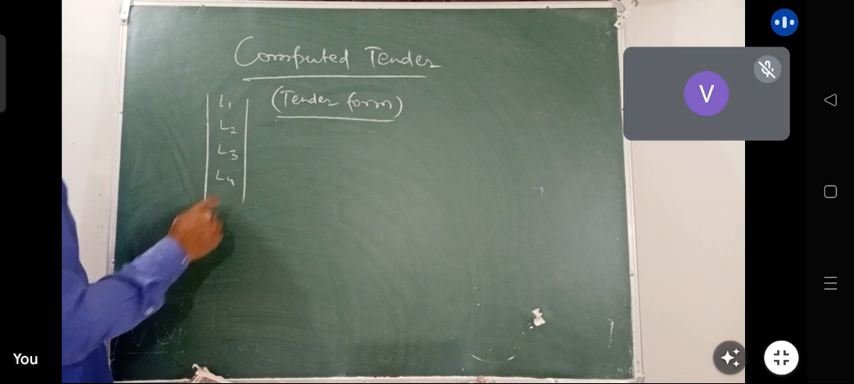 Computed Tender
(Tender form)
L1
L2
L3
L4
V
You